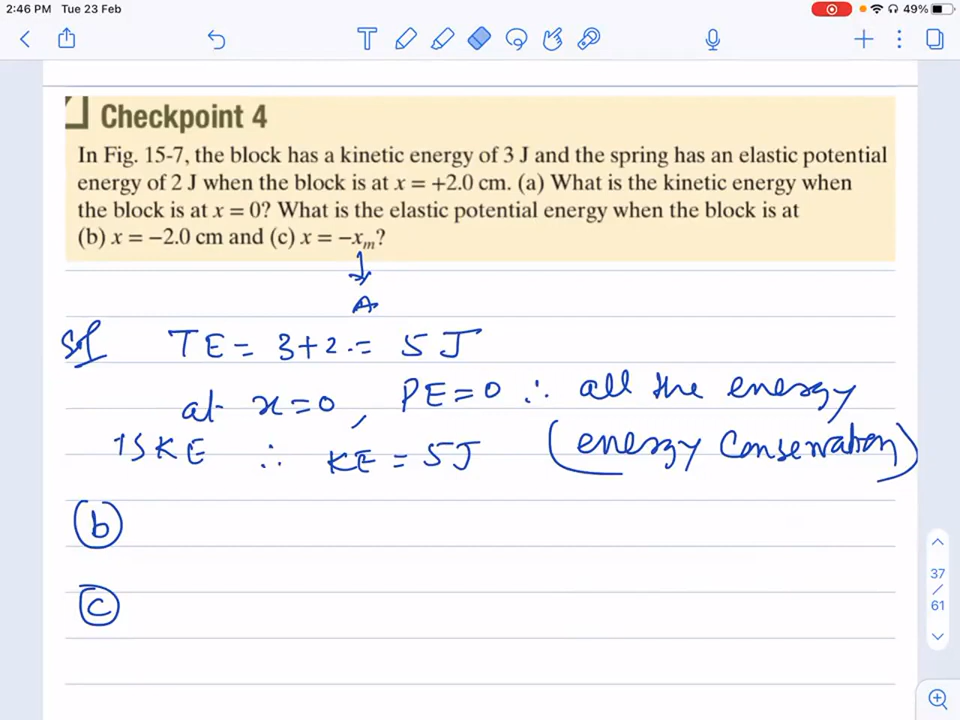 2:46 PM Tue 23 Feb
49%
Checkpoint 4
In Fig. 15-7, the block has a kinetic energy of 3 J and the spring has an elastic potential
energy of 2 J when the block is at x = +2.0 cm. (a) What is the kinetic energy when
the block is at x = 0? What is the elastic potential energy when the block is at
(b) x = −2.0 cm and (c) x = −xm?
A
Sol TE = 3+2 = 5 J
at x=0, PE=0 ∴ all the energy
is KE ∴ KE = 5J (energy Conservation)
b
c
37
/
61